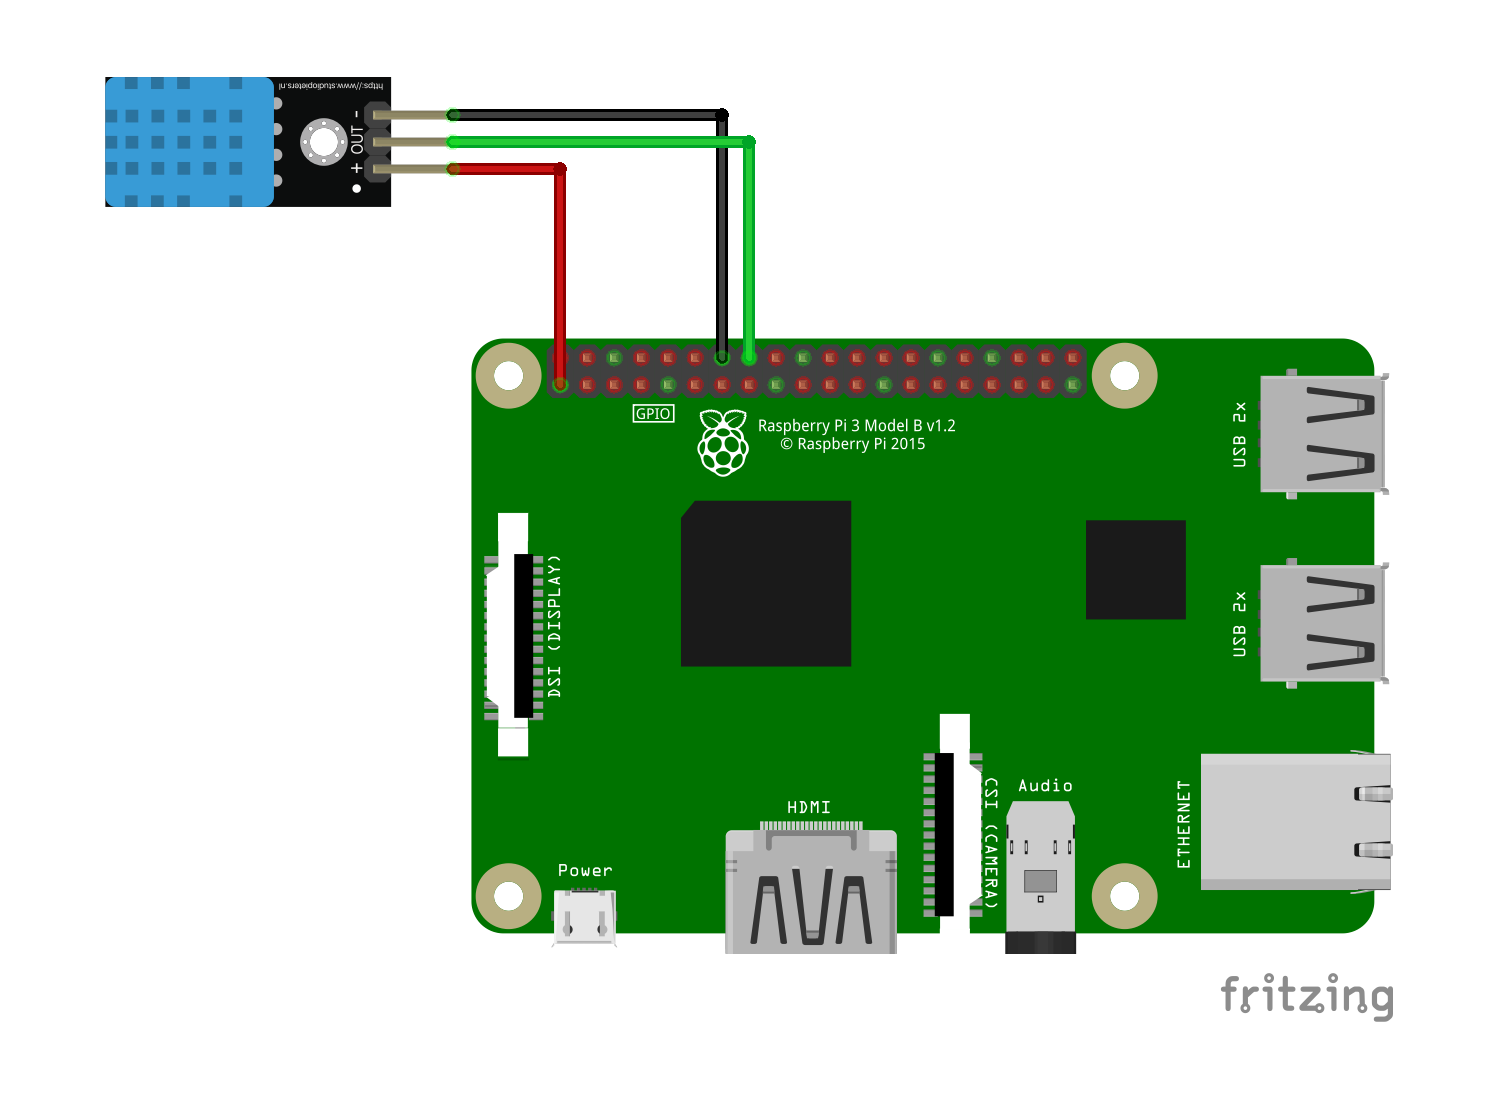 https://www.studiopieters.nl
-
OUT
+
GPIO
Raspberry Pi 3 Model B v1.2
© Raspberry Pi 2015
USB 2x
DSI (DISPLAY)
USB 2x
HDMI
CSI (CAMERA)
Audio
ETHERNET
Power
fritzing